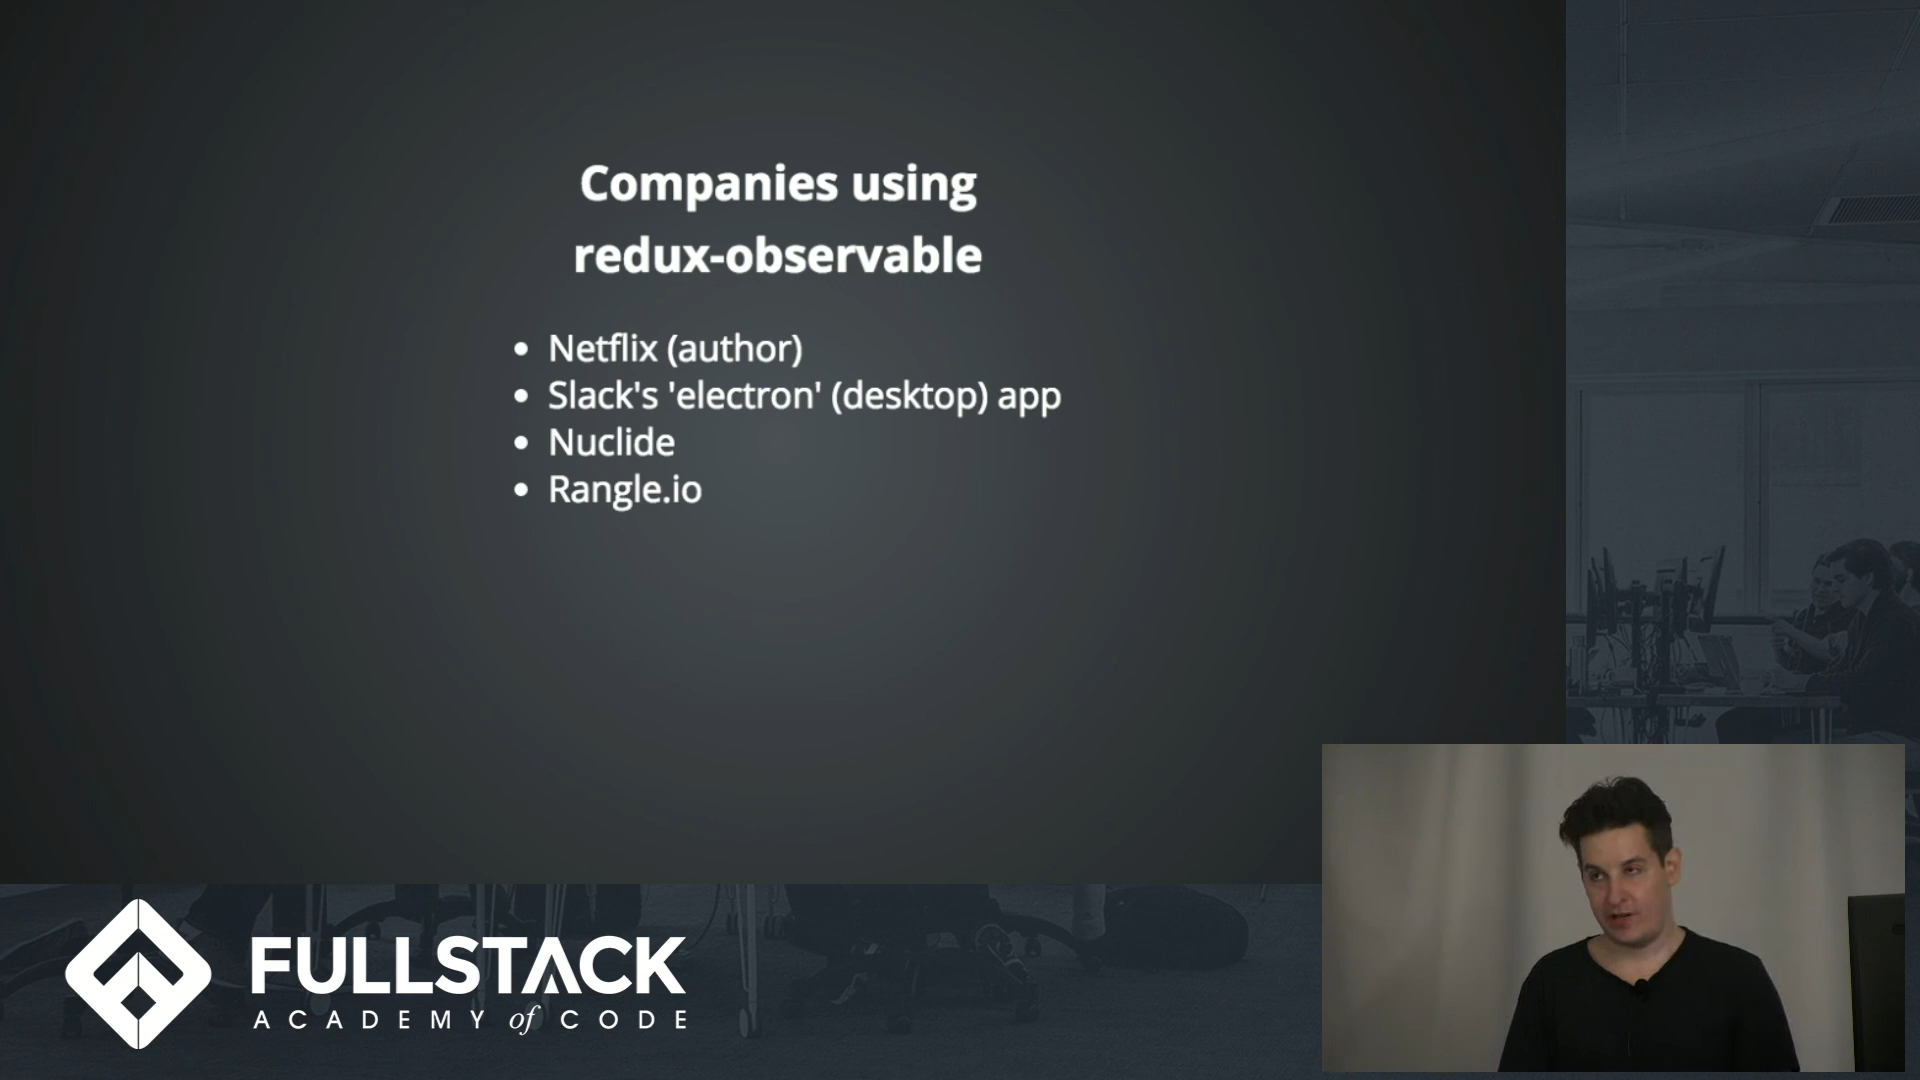 Companies using
redux-observable
• Netflix (author)
• Slack's 'electron' (desktop) app
• Nuclide
• Rangle.io
FULLSTACK
ACADEMY of CODE